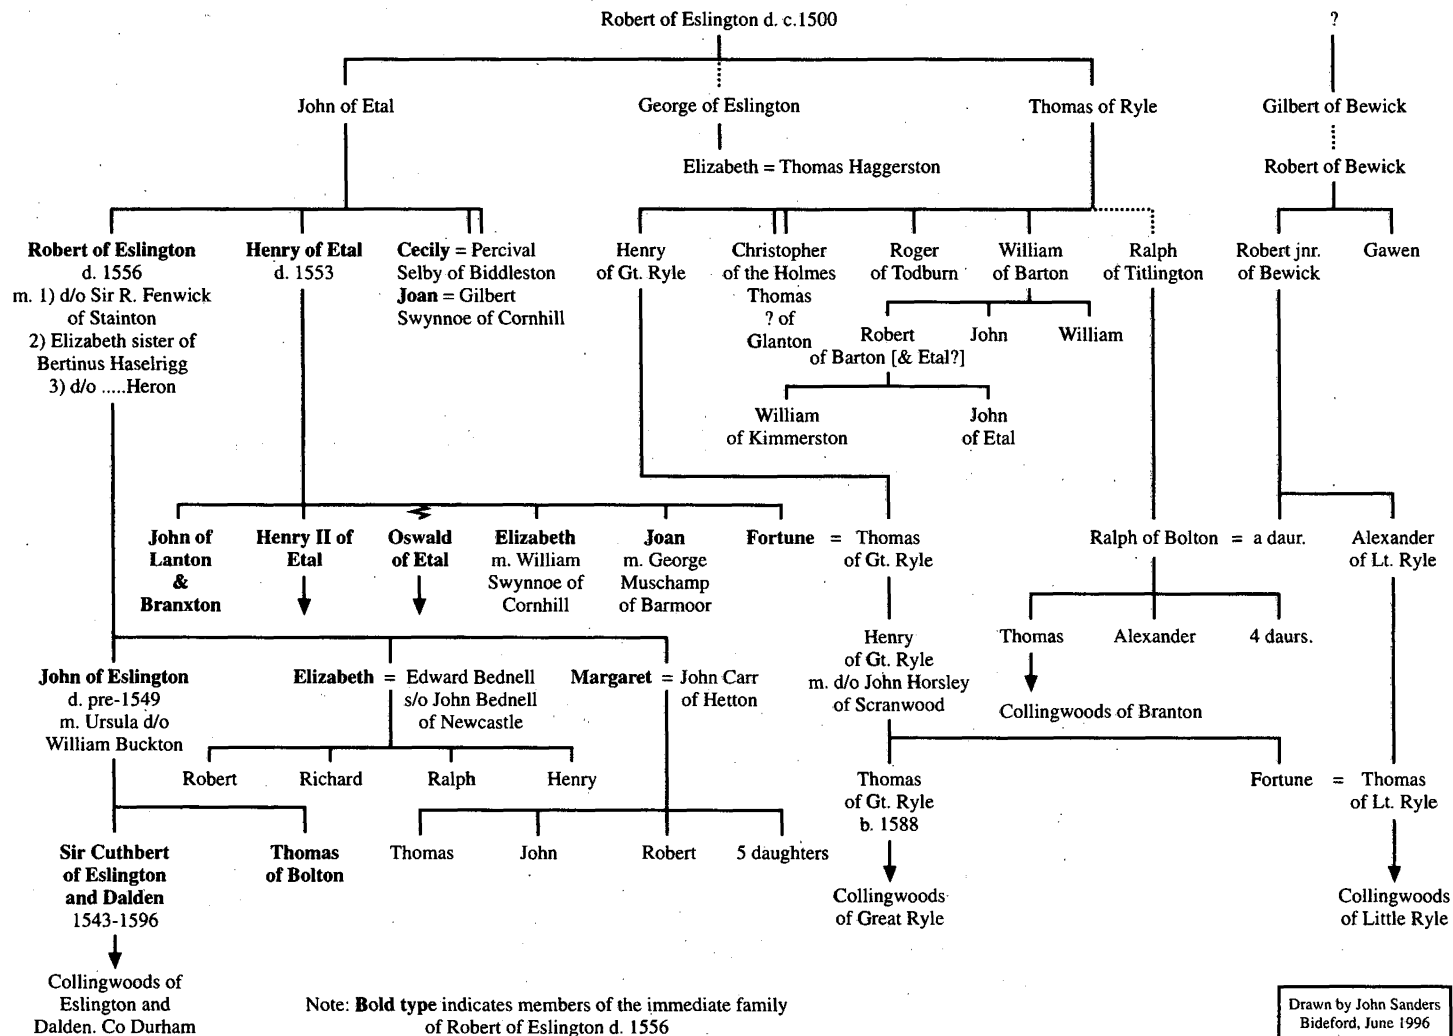 Robert of Eslington d. c.1500
?
John of Etal
George of Eslington
Thomas of Ryle
Gilbert of Bewick
Elizabeth = Thomas Haggerston
Robert of Bewick
Robert of Eslington
d. 1556
m. 1) d/o Sir R. Fenwick
of Stainton
2) Elizabeth sister of
Bertinus Haselrigg
3) d/o .....Heron
Henry of Etal
d. 1553
Cecily = Percival
Selby of Biddleston
Joan = Gilbert
Swynnoe of Cornhill
Henry
of Gt. Ryle
Christopher
of the Holmes
Thomas
? of
Glanton
Roger
of Todburn
William
of Barton
Ralph
of Titlington
Robert jnr.
of Bewick
Gawen
Robert
of Barton [& Etal?]
John
William
William
of Kimmerston
John
of Etal
John of
Lanton
&
Branxton
Henry II of
Etal
Oswald
of Etal
Elizabeth
m. William
Swynnoe of
Cornhill
Joan
m. George
Muschamp
of Barmoor
Fortune = Thomas
of Gt. Ryle
Ralph of Bolton = a daur.
Alexander
of Lt. Ryle
Henry
of Gt. Ryle
m. d/o John Horsley
of Scranwood
Thomas
Alexander
4 daurs.
Collingwoods of Branton
John of Eslington
d. pre-1549
m. Ursula d/o
William Buckton
Elizabeth = Edward Bednell
s/o John Bednell
of Newcastle
Margaret = John Carr
of Hetton
Robert
Richard
Ralph
Henry
Thomas
of Gt. Ryle
b. 1588
Fortune = Thomas
of Lt. Ryle
Sir Cuthbert
of Eslington
and Dalden
1543-1596
Thomas
of Bolton
Thomas
John
Robert
5 daughters
Collingwoods
of Great Ryle
Collingwoods
of Little Ryle
Collingwoods of
Eslington and
Dalden. Co Durham
Note: Bold type indicates members of the immediate family
of Robert of Eslington d. 1556
Drawn by John Sanders
Bideford, June 1996